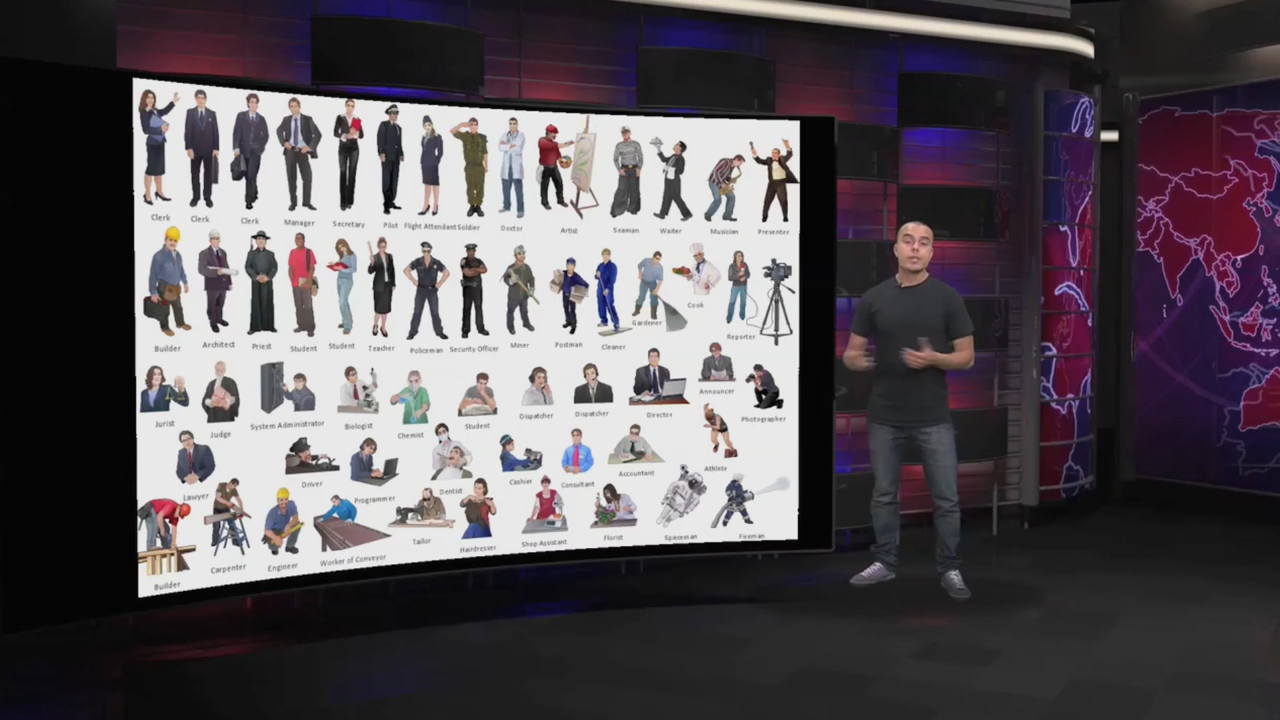 Clerk Clerk Clerk Manager Secretary Pilot Flight Attendant Soldier Doctor Artist Seaman Waiter Musician Presenter
Builder Architect Priest Student Student Teacher Policeman Security Officer Miner Postman Cleaner Gardener Cook Reporter
Jurist Judge System Administrator Biologist Chemist Student Dispatcher Dispatcher Director Announcer Photographer
Lawyer Driver Programmer Dentist Cashier Consultant Accountant Athlete
Builder Carpenter Engineer Worker of Conveyor Tailor Hairdresser Shop Assistant Florist Spaceman Fireman